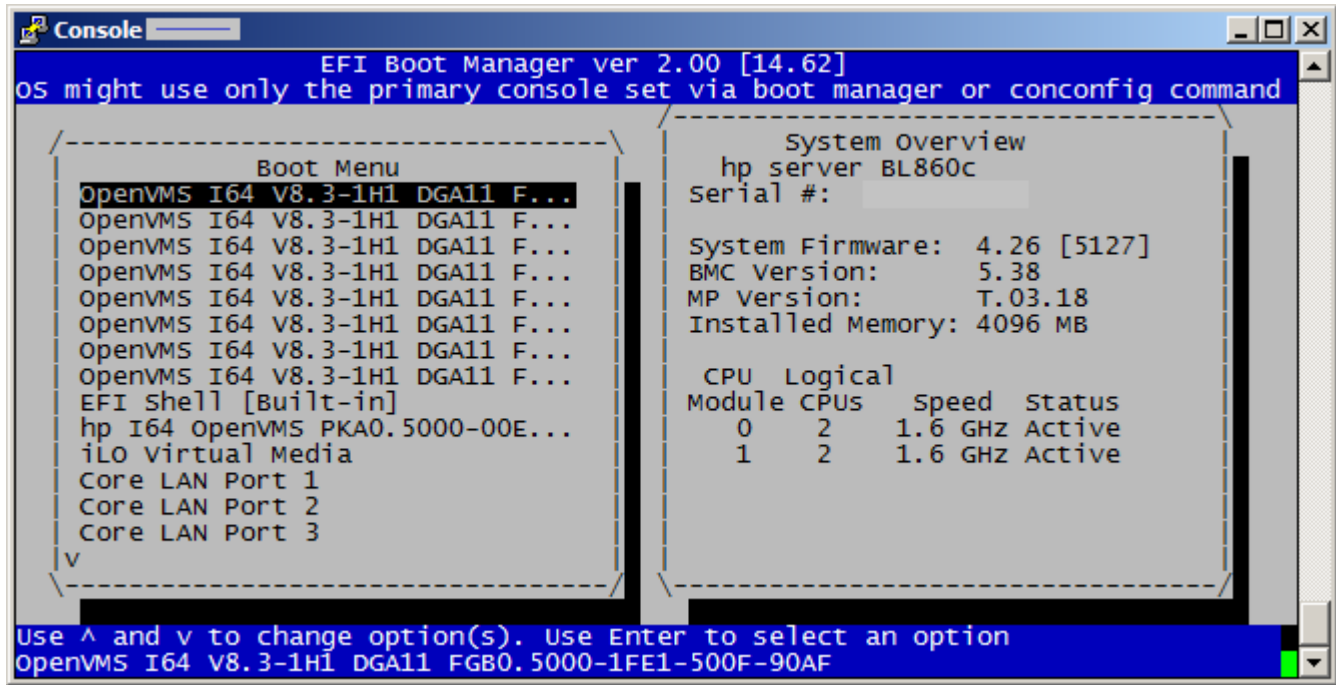 Console
EFI Boot Manager ver 2.00 [14.62]
OS might use only the primary console set via boot manager or conconfig command
Boot Menu
OpenVMS I64 V8.3-1H1 DGA11 F...
OpenVMS I64 V8.3-1H1 DGA11 F...
OpenVMS I64 V8.3-1H1 DGA11 F...
OpenVMS I64 V8.3-1H1 DGA11 F...
OpenVMS I64 V8.3-1H1 DGA11 F...
OpenVMS I64 V8.3-1H1 DGA11 F...
OpenVMS I64 V8.3-1H1 DGA11 F...
OpenVMS I64 V8.3-1H1 DGA11 F...
EFI Shell [Built-in]
hp I64 OpenVMS PKA0.5000-00E...
iLO Virtual Media
Core LAN Port 1
Core LAN Port 2
Core LAN Port 3
v
System Overview
hp server BL860c
Serial #:
System Firmware: 4.26 [5127]
BMC Version: 5.38
MP Version: T.03.18
Installed Memory: 4096 MB
CPU Logical
Module CPUs Speed Status
0 2 1.6 GHz Active
1 2 1.6 GHz Active
Use ^ and v to change option(s). Use Enter to select an option
OpenVMS I64 V8.3-1H1 DGA11 FGB0.5000-1FE1-500F-90AF